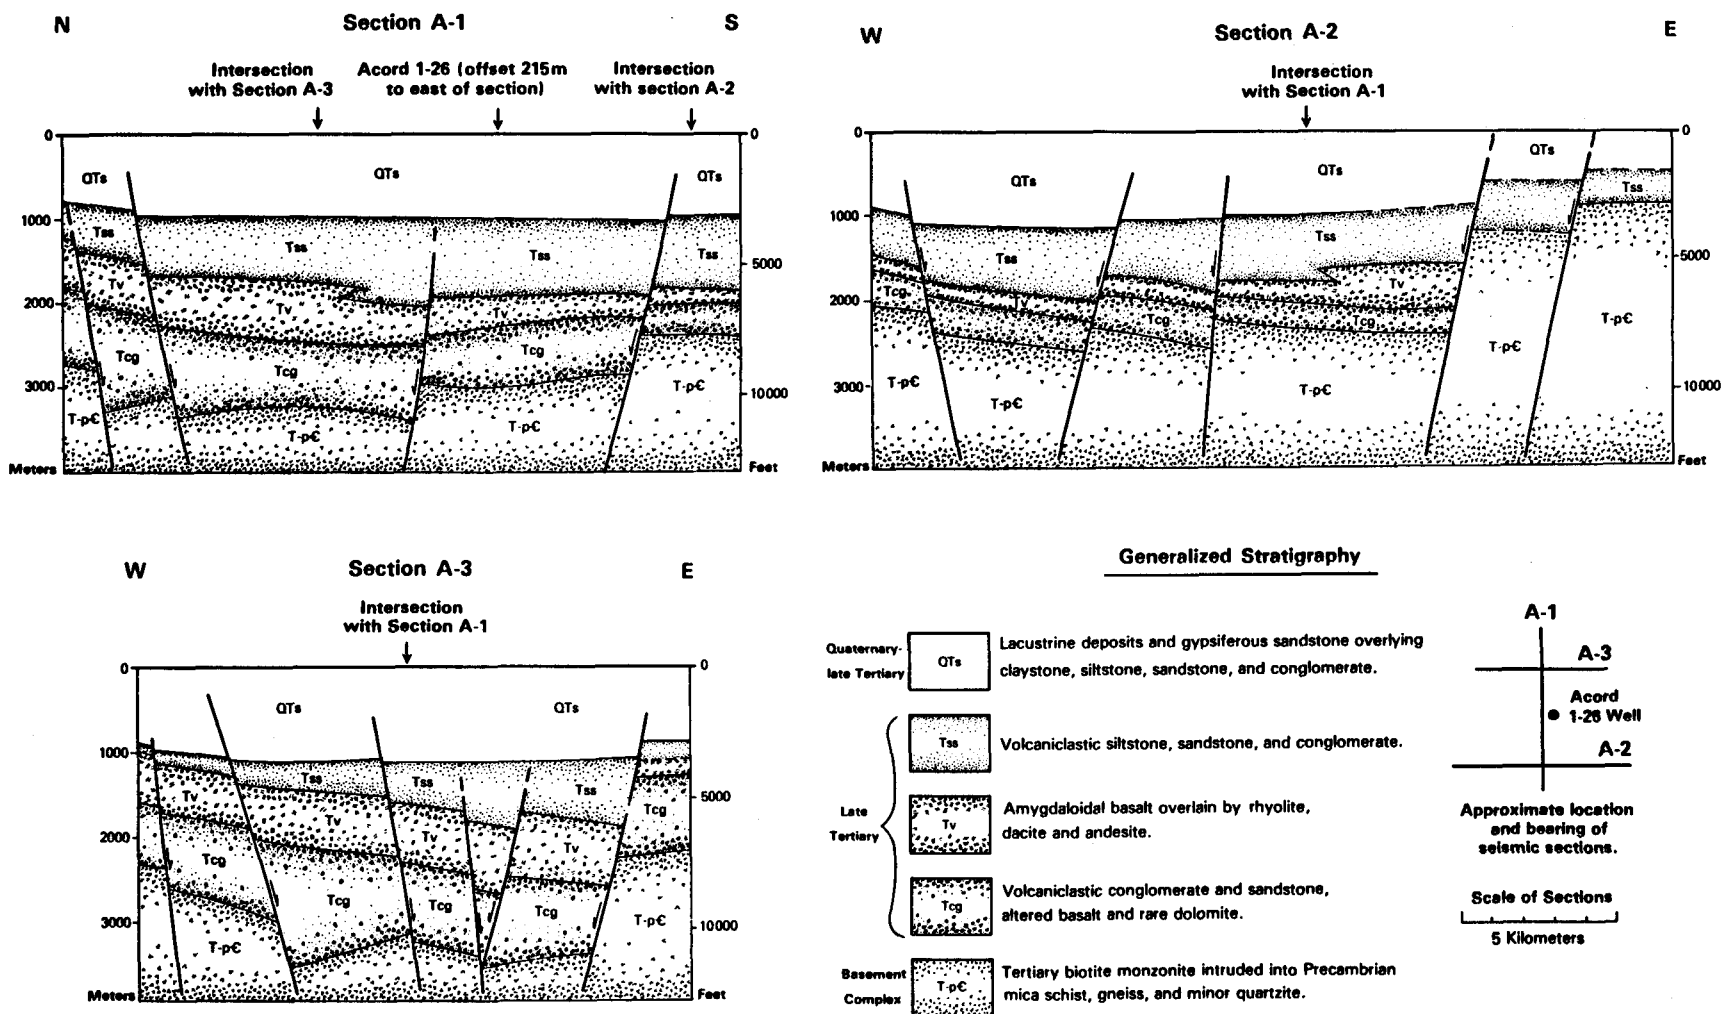 N
Section A-1
S
Intersection
with Section A-3
Acord 1-26 (offset 215m
to east of section)
Intersection
with section A-2
0
0
QTs
QTs
QTs
1000
Tss
Tss
Tss
Tss
5000
Tv
2000
Tv
Tv
Tcg
Tcg
Tcg
3000
10000
T-p€
T-p€
T-p€
T-p€
Meters
Feet
W
Section A-2
E
Intersection
with Section A-1
0
0
QTs
QTs
QTs
Tss
1000
Tss
Tss
5000
Tcg
Tv
Tv
2000
Tcg
Tcg
T-p€
T-p€
3000
T-p€
T-p€
T-p€
10000
Meters
Feet
W
Section A-3
E
Intersection
with Section A-1
0
0
QTs
QTs
1000
Tss
Tss
Tss
Tv
Tv
Tv
Tv
Tcg
5000
2000
Tcg
Tcg
Tcg
Tcg
3000
T-p€
T-p€
10000
Meters
Feet
Generalized Stratigraphy
Quaternary-
late Tertiary
QTs
Lacustrine deposits and gypsiferous sandstone overlying
claystone, siltstone, sandstone, and conglomerate.
Tss
Volcaniclastic siltstone, sandstone, and conglomerate.
Late
Tertiary
Tv
Amygdaloidal basalt overlain by rhyolite,
dacite and andesite.
Tcg
Volcaniclastic conglomerate and sandstone,
altered basalt and rare dolomite.
Basement
Complex
T-p€
Tertiary biotite monzonite intruded into Precambrian
mica schist, gneiss, and minor quartzite.
A-1
A-3
Acord
1-26 Well
A-2
Approximate location
and bearing of
seismic sections.
Scale of Sections
5 Kilometers